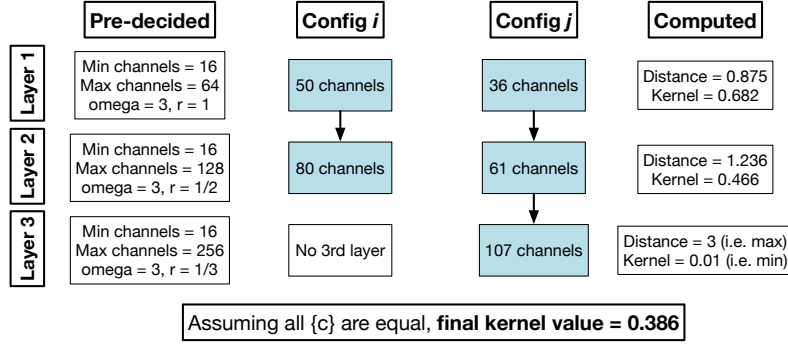 Pre-decided
Config i
Config j
Computed
Layer 1
Min channels = 16
Max channels = 64
omega = 3, r = 1
50 channels
36 channels
Distance = 0.875
Kernel = 0.682
Layer 2
Min channels = 16
Max channels = 128
omega = 3, r = 1/2
80 channels
61 channels
Distance = 1.236
Kernel = 0.466
Layer 3
Min channels = 16
Max channels = 256
omega = 3, r = 1/3
No 3rd layer
107 channels
Distance = 3 (i.e. max)
Kernel = 0.01 (i.e. min)
Assuming all {c} are equal, final kernel value = 0.386